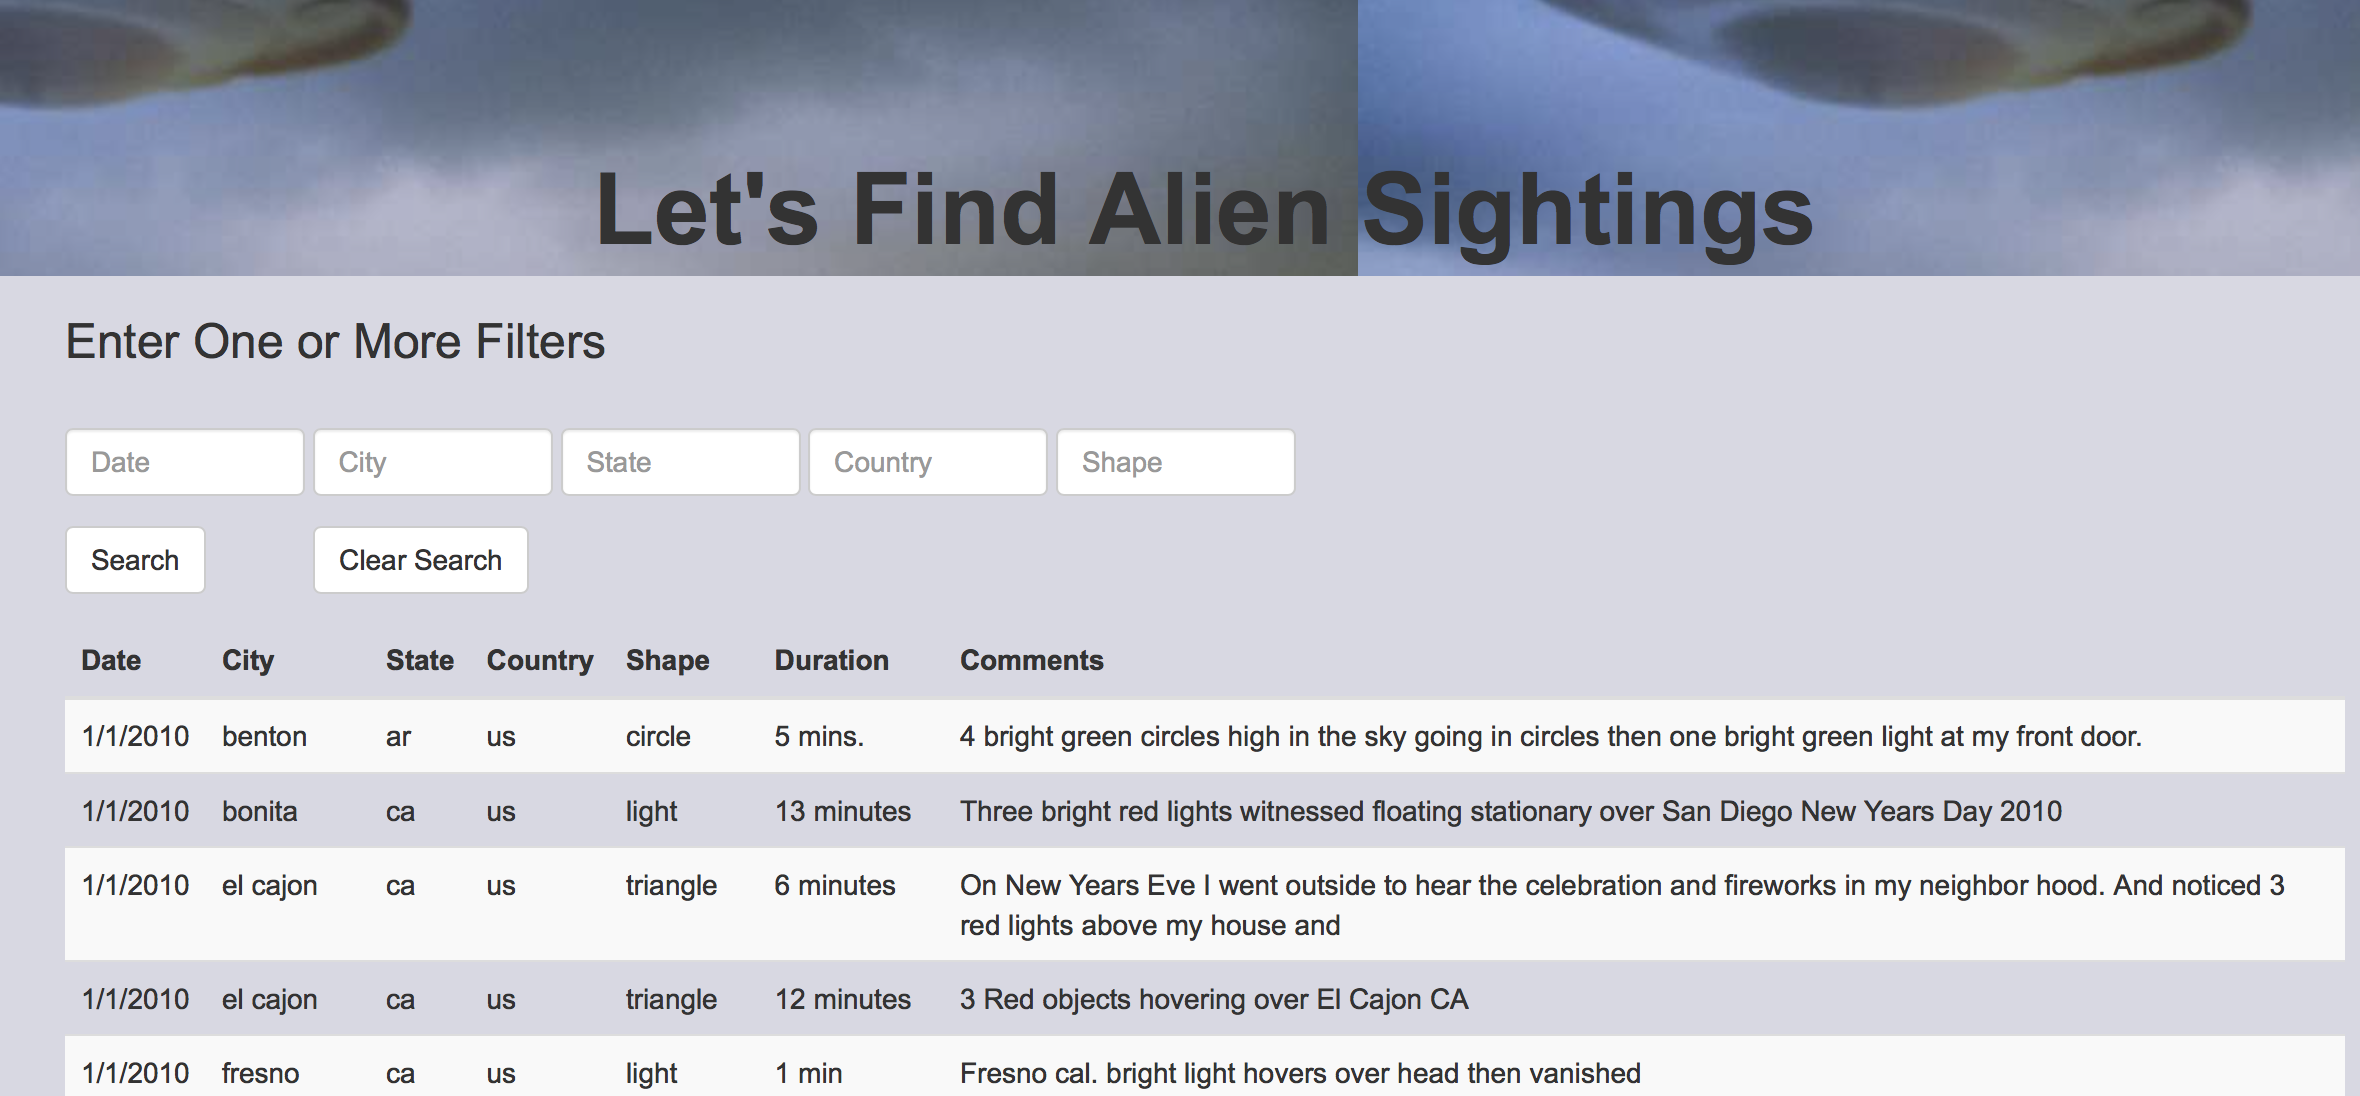 Let's Find Alien Sightings
Enter One or More Filters
Date City State Country Shape
Search Clear Search
Date City State Country Shape Duration Comments
1/1/2010 benton ar us circle 5 mins. 4 bright green circles high in the sky going in circles then one bright green light at my front door.
1/1/2010 bonita ca us light 13 minutes Three bright red lights witnessed floating stationary over San Diego New Years Day 2010
1/1/2010 el cajon ca us triangle 6 minutes On New Years Eve I went outside to hear the celebration and fireworks in my neighbor hood. And noticed 3
red lights above my house and
1/1/2010 el cajon ca us triangle 12 minutes 3 Red objects hovering over El Cajon CA
1/1/2010 fresno ca us light 1 min Fresno cal. bright light hovers over head then vanished